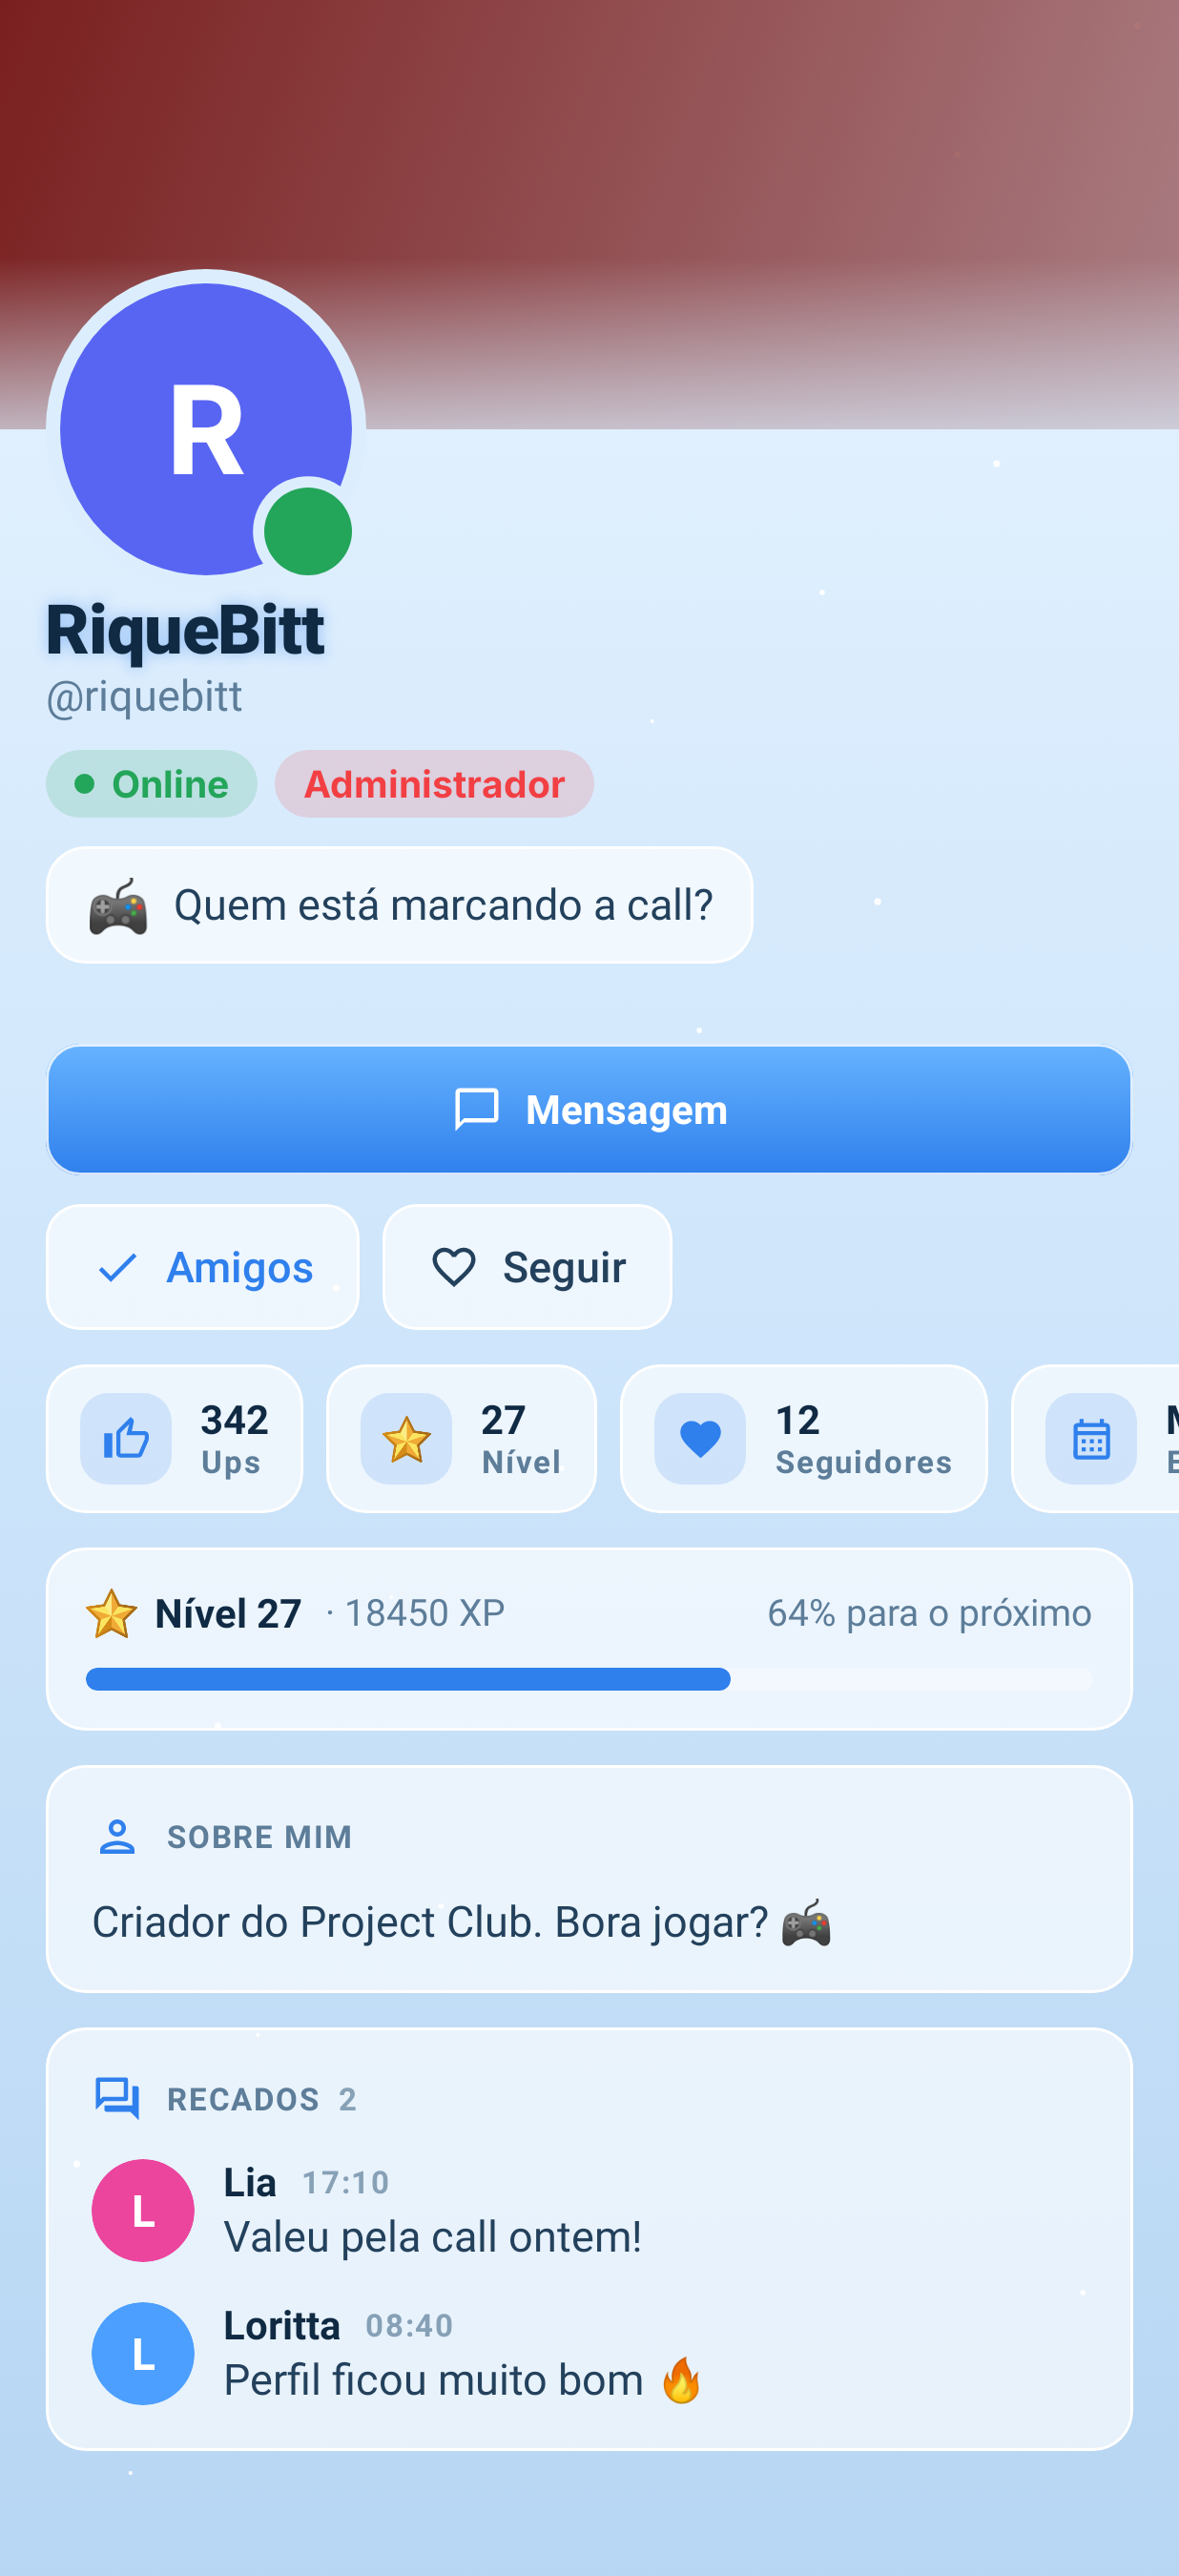 R
RiqueBitt
@riquebitt
Online
Administrador
🎮 Quem está marcando a call?
Mensagem
Amigos
Seguir
342
Ups
27
Nível
12
Seguidores
Nível 27 · 18450 XP
64% para o próximo
SOBRE MIM
Criador do Project Club. Bora jogar? 🎮
RECADOS 2
L
Lia 17:10
Valeu pela call ontem!
L
Loritta 08:40
Perfil ficou muito bom 🔥